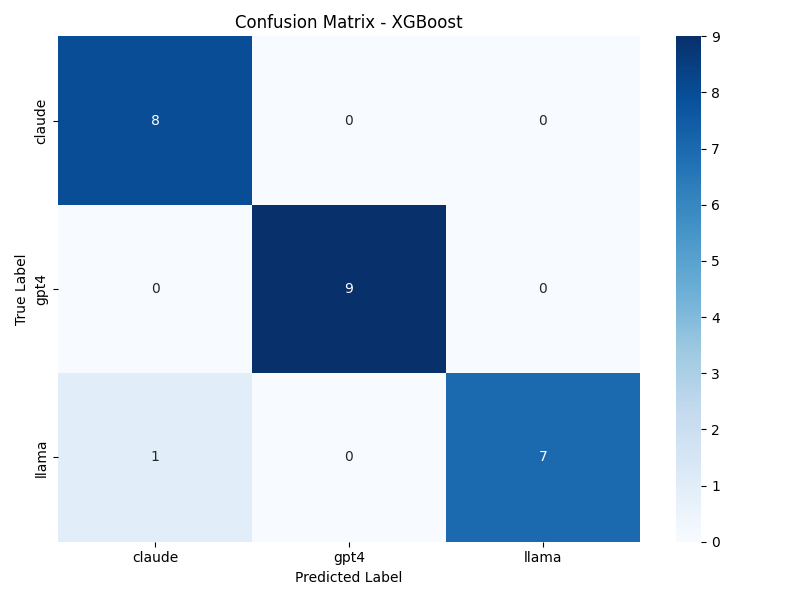 Confusion Matrix - XGBoost
True Label
claude
8
0
0
gpt4
0
9
0
llama
1
0
7
claude
gpt4
llama
Predicted Label
9
8
7
6
5
4
3
2
1
0